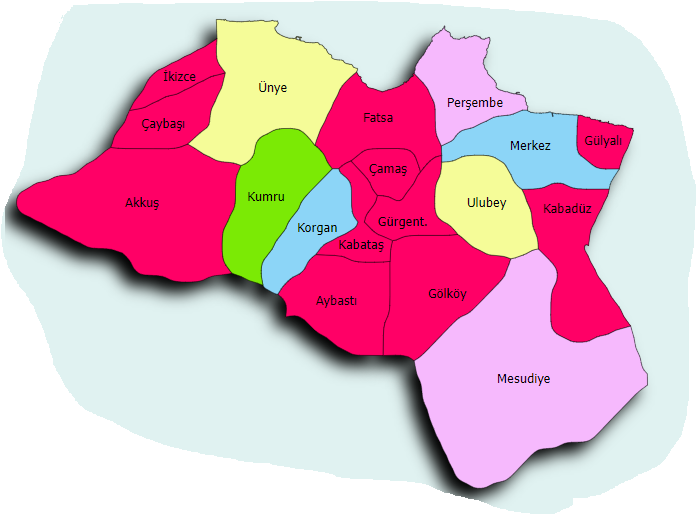 İkizce
Ünye
Perşembe
Çaybaşı
Fatsa
Merkez
Gülyalı
Çamaş
Akkuş
Kumru
Ulubey
Kabadüz
Korgan
Gürgent.
Kabataş
Aybastı
Gölköy
Mesudiye